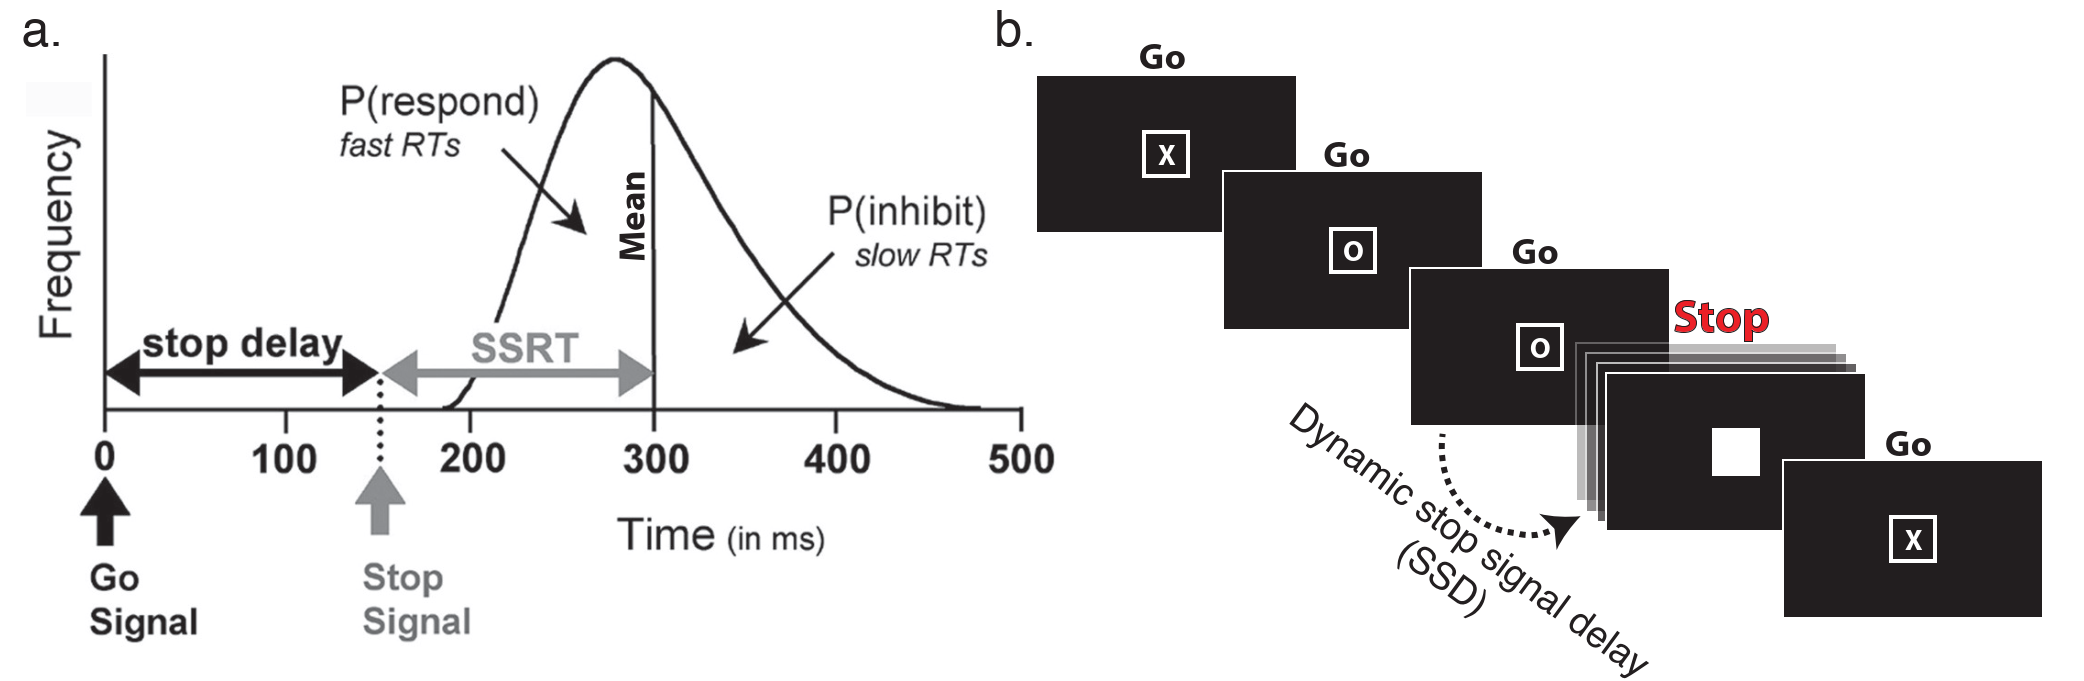 a.
Frequency
P(respond)
fast RTs
Mean
P(inhibit)
slow RTs
stop delay
SSRT
0 100 200 300 400 500
Time (in ms)
Go
Signal
Stop
Signal
b.
Go
X
Go
O
Go
O
Stop
Go
X
Dynamic stop signal delay
(SSD)